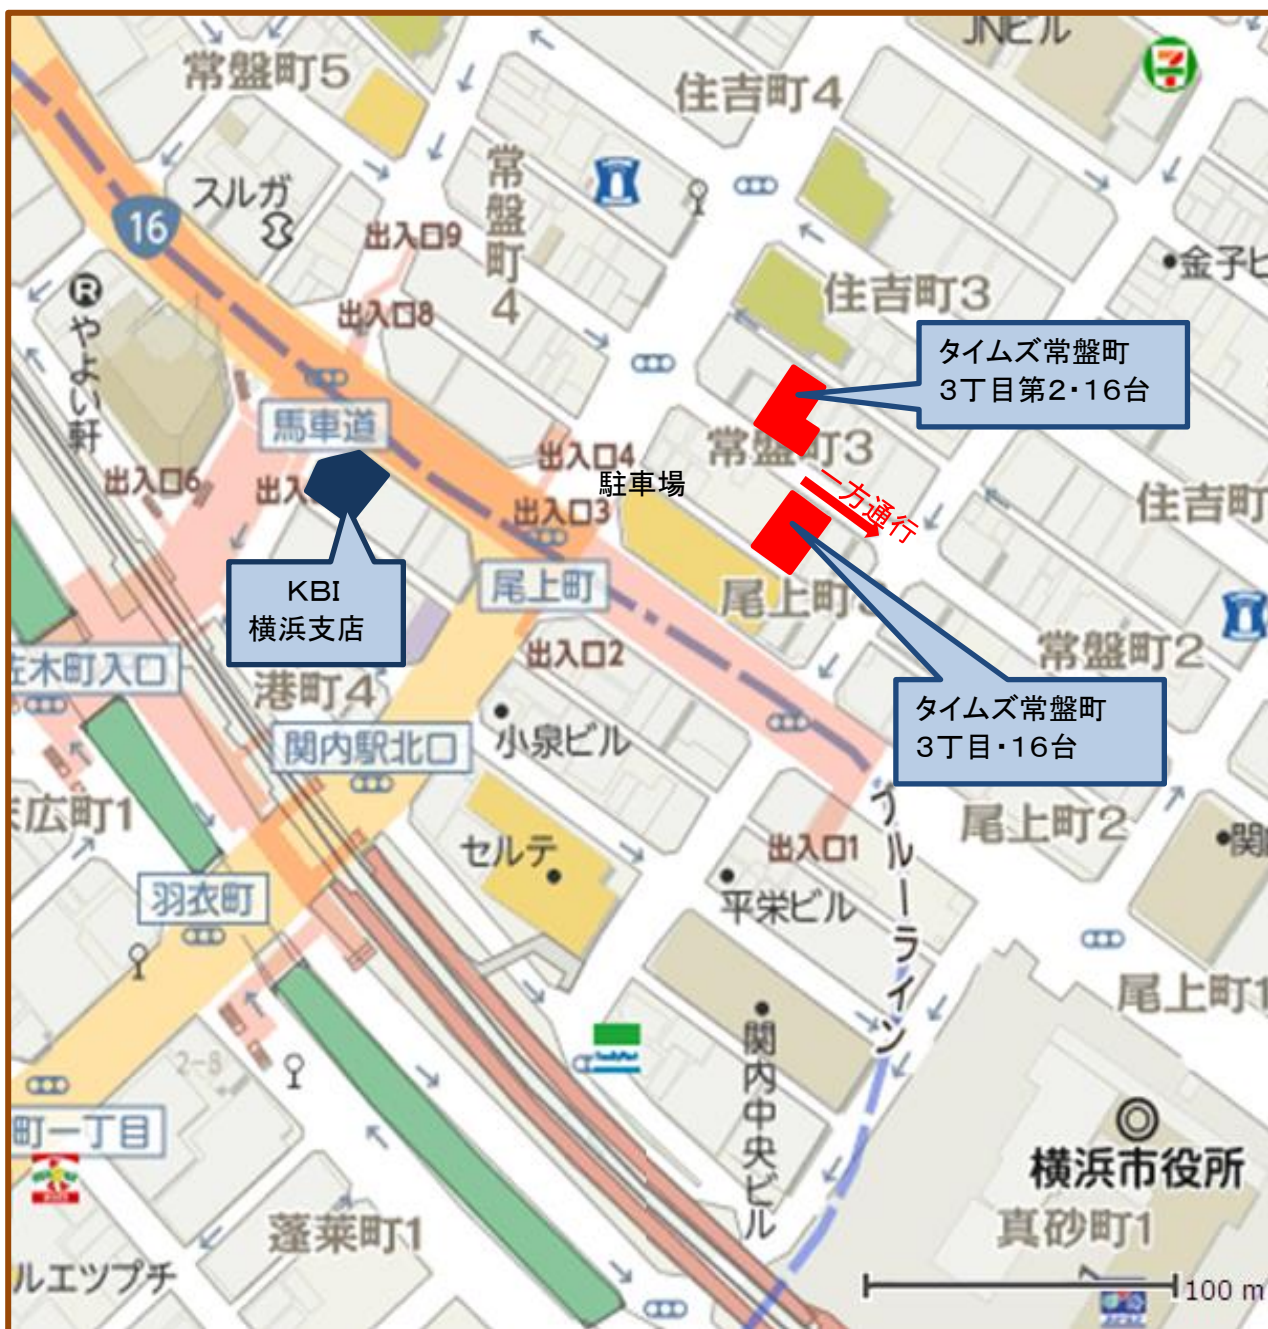 JNビル
常盤町5
住吉町4
スルガ
常盤町4
16
出入口9
金子ビ
住吉町3
出入口8
やよい軒
タイムズ常盤町
3丁目第2・16台
馬車道
常盤町3
出入口4
駐車場
出入口6
出入
一方通行
住吉町
出入口3
尾上町
KBI
横浜支店
尾上町3
出入口2
常盤町2
佐木町入口
港町4
タイムズ常盤町
3丁目・16台
小泉ビル
関内駅北口
末広町1
ブルーライン
尾上町2
出入口1
関
セルテ
羽衣町
平栄ビル
尾上町1
FamilyMart
関内中央ビル
2-8
町一丁目
横浜市役所
真砂町1
蓬莱町1
ルエツプチ
100 m